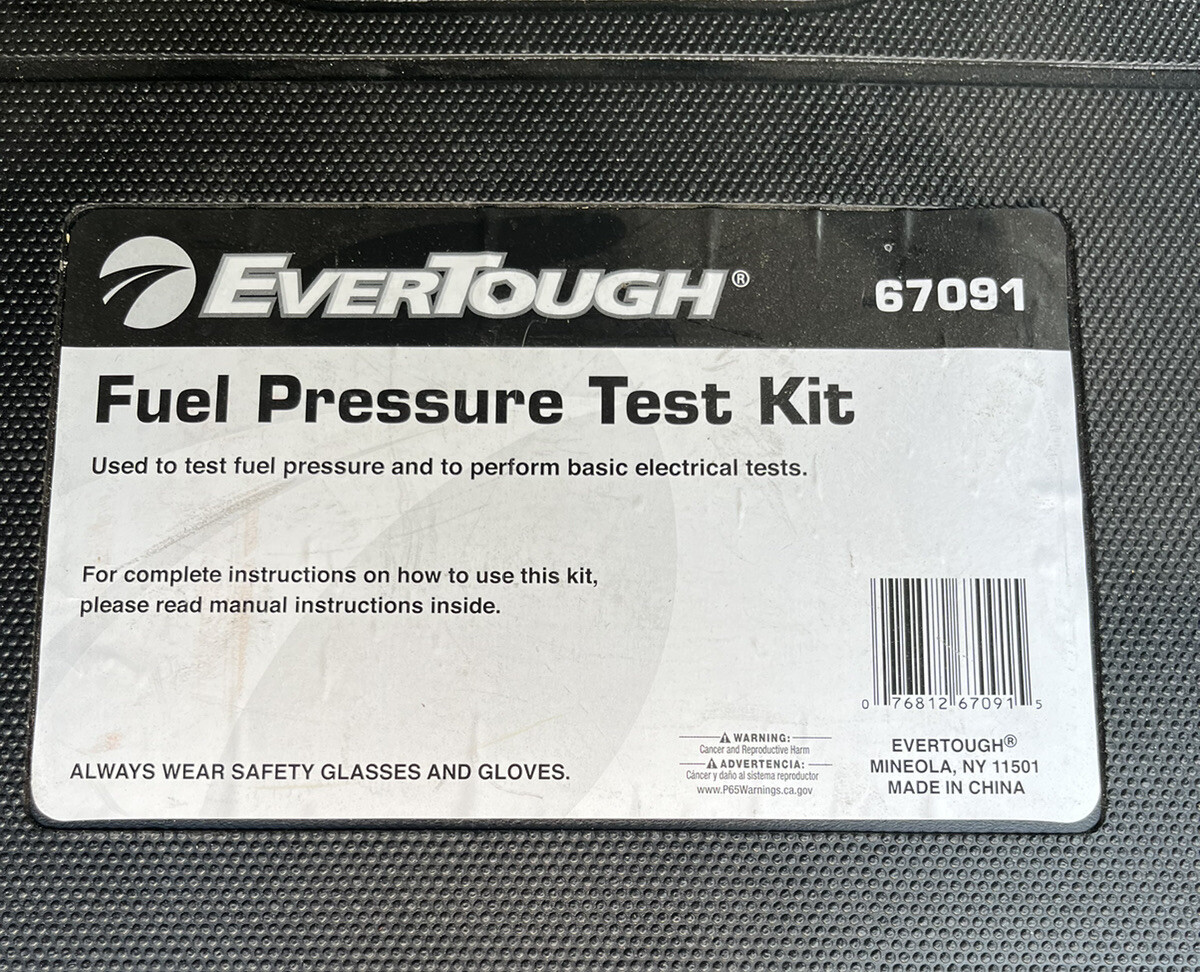 EVERTOUGH® 67091
Fuel Pressure Test Kit
Used to test fuel pressure and to perform basic electrical tests.
For complete instructions on how to use this kit,
please read manual instructions inside.
0 76812 67091 5
ALWAYS WEAR SAFETY GLASSES AND GLOVES.
WARNING:
Cancer and Reproductive Harm
ADVERTENCIA:
Cáncer y daño al sistema reproductor
www.P65Warnings.ca.gov
EVERTOUGH®
MINEOLA, NY 11501
MADE IN CHINA